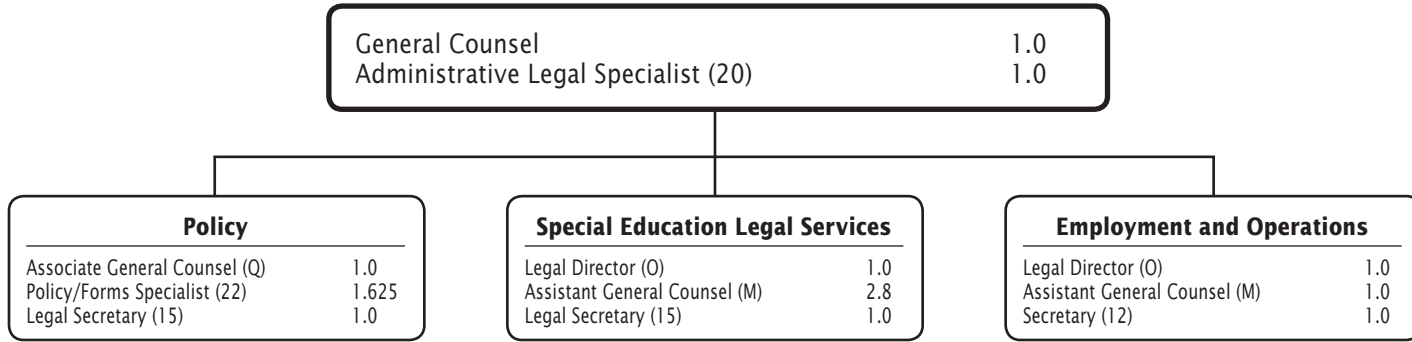 General Counsel 1.0
Administrative Legal Specialist (20) 1.0
Policy
Associate General Counsel (Q) 1.0
Policy/Forms Specialist (22) 1.625
Legal Secretary (15) 1.0
Special Education Legal Services
Legal Director (O) 1.0
Assistant General Counsel (M) 2.8
Legal Secretary (15) 1.0
Employment and Operations
Legal Director (O) 1.0
Assistant General Counsel (M) 1.0
Secretary (12) 1.0